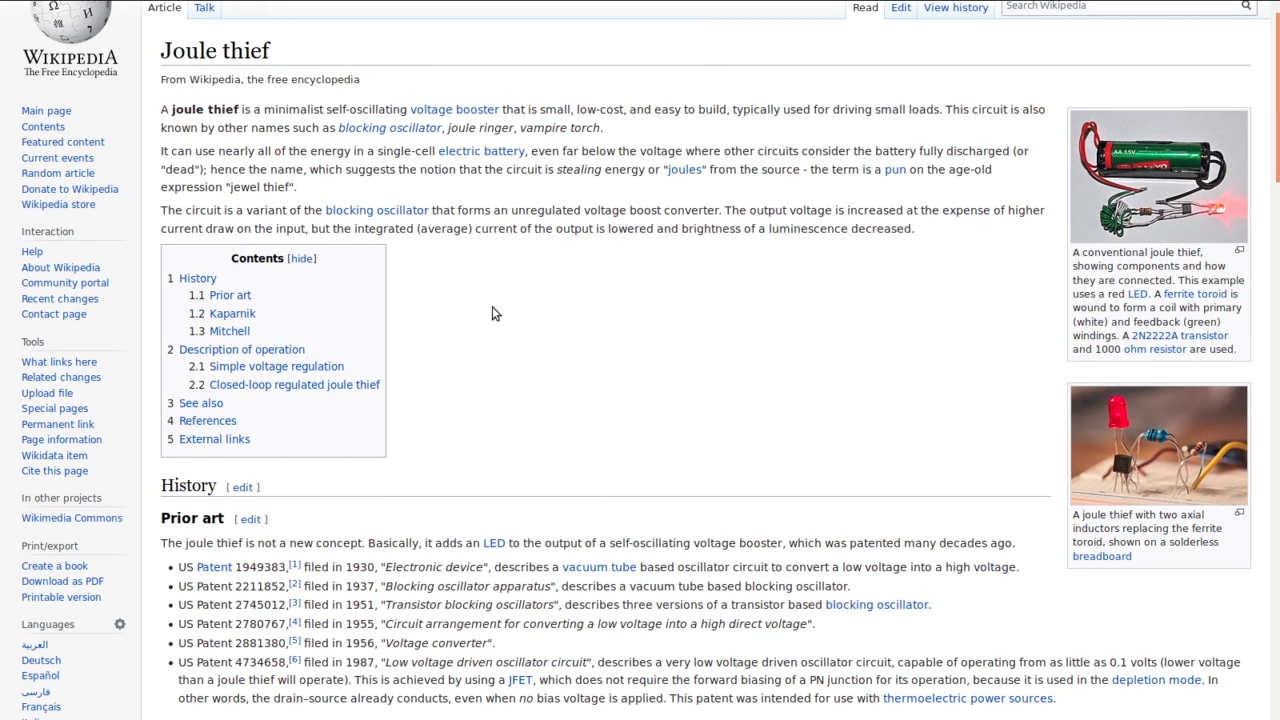 Article Talk Read Edit View history Search Wikipedia
WIKIPEDIA
The Free Encyclopedia
Main page
Contents
Featured content
Current events
Random article
Donate to Wikipedia
Wikipedia store
Interaction
Help
About Wikipedia
Community portal
Recent changes
Contact page
Tools
What links here
Related changes
Upload file
Special pages
Permanent link
Page information
Wikidata item
Cite this page
In other projects
Wikimedia Commons
Print/export
Create a book
Download as PDF
Printable version
Languages
العربية
Deutsch
Español
فارسی
Français
Joule thief
From Wikipedia, the free encyclopedia
A joule thief is a minimalist self-oscillating voltage booster that is small, low-cost, and easy to build, typically used for driving small loads. This circuit is also
known by other names such as blocking oscillator, joule ringer, vampire torch.
It can use nearly all of the energy in a single-cell electric battery, even far below the voltage where other circuits consider the battery fully discharged (or
"dead"); hence the name, which suggests the notion that the circuit is stealing energy or "joules" from the source - the term is a pun on the age-old
expression "jewel thief".
The circuit is a variant of the blocking oscillator that forms an unregulated voltage boost converter. The output voltage is increased at the expense of higher
current draw on the input, but the integrated (average) current of the output is lowered and brightness of a luminescence decreased.
Contents [hide]
1 History
1.1 Prior art
1.2 Kaparnik
1.3 Mitchell
2 Description of operation
2.1 Simple voltage regulation
2.2 Closed-loop regulated joule thief
3 See also
4 References
5 External links
AA 1.5V
A conventional joule thief,
showing components and how
they are connected. This example
uses a red LED. A ferrite toroid is
wound to form a coil with primary
(white) and feedback (green)
windings. A 2N2222A transistor
and 1000 ohm resistor are used.
A joule thief with two axial
inductors replacing the ferrite
toroid, shown on a solderless
breadboard
History [ edit ]
Prior art [ edit ]
The joule thief is not a new concept. Basically, it adds an LED to the output of a self-oscillating voltage booster, which was patented many decades ago.
• US Patent 1949383,[1] filed in 1930, "Electronic device", describes a vacuum tube based oscillator circuit to convert a low voltage into a high voltage.
• US Patent 2211852,[2] filed in 1937, "Blocking oscillator apparatus", describes a vacuum tube based blocking oscillator.
• US Patent 2745012,[3] filed in 1951, "Transistor blocking oscillators", describes three versions of a transistor based blocking oscillator.
• US Patent 2780767,[4] filed in 1955, "Circuit arrangement for converting a low voltage into a high direct voltage".
• US Patent 2881380,[5] filed in 1956, "Voltage converter".
• US Patent 4734658,[6] filed in 1987, "Low voltage driven oscillator circuit", describes a very low voltage driven oscillator circuit, capable of operating from as little as 0.1 volts (lower voltage
than a joule thief will operate). This is achieved by using a JFET, which does not require the forward biasing of a PN junction for its operation, because it is used in the depletion mode. In
other words, the drain–source already conducts, even when no bias voltage is applied. This patent was intended for use with thermoelectric power sources.